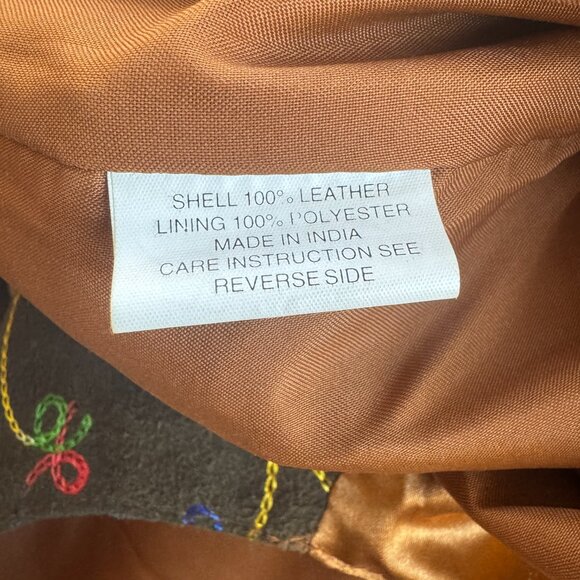 SHELL 100% LEATHER
LINING 100% POLYESTER
MADE IN INDIA
CARE INSTRUCTION SEE
REVERSE SIDE